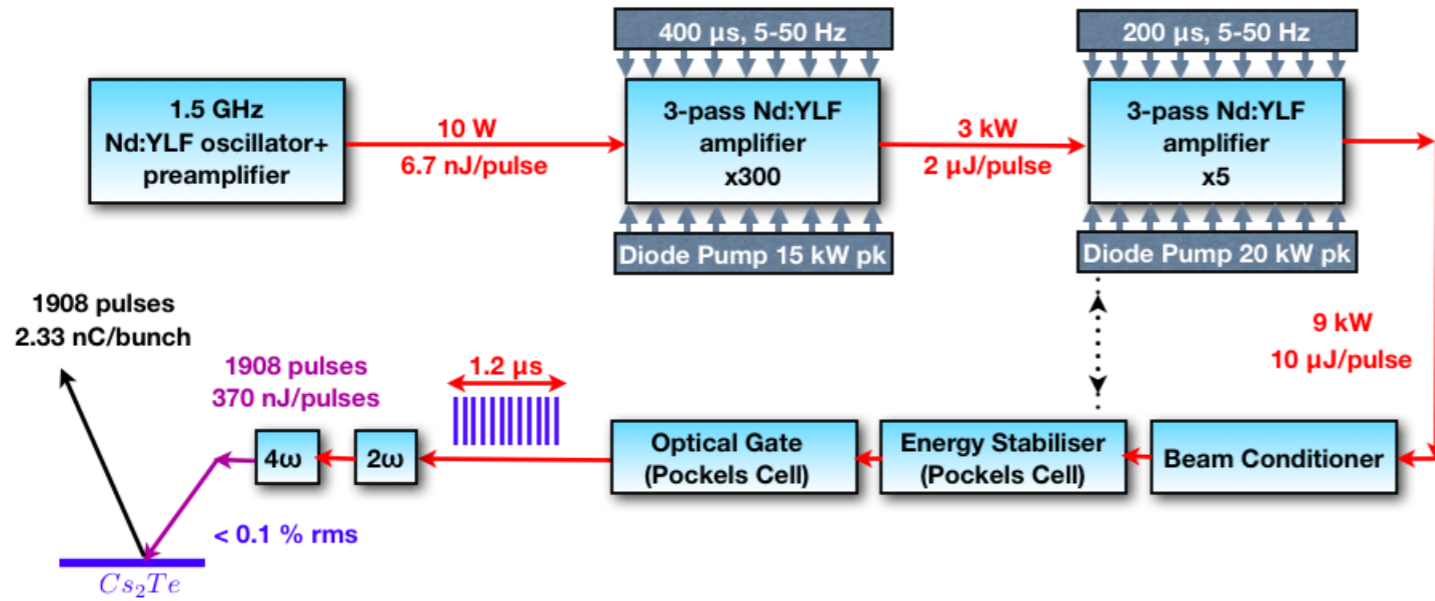 400 µs, 5-50 Hz
200 µs, 5-50 Hz
1.5 GHz
Nd:YLF oscillator+
preamplifier
10 W
6.7 nJ/pulse
3-pass Nd:YLF
amplifier
x300
3 kW
2 µJ/pulse
3-pass Nd:YLF
amplifier
x5
Diode Pump 15 kW pk
Diode Pump 20 kW pk
9 kW
10 µJ/pulse
1908 pulses
2.33 nC/bunch
1908 pulses
370 nJ/pulses
1.2 µs
4ω
2ω
Optical Gate
(Pockels Cell)
Energy Stabiliser
(Pockels Cell)
Beam Conditioner
< 0.1 % rms
Cs₂Te